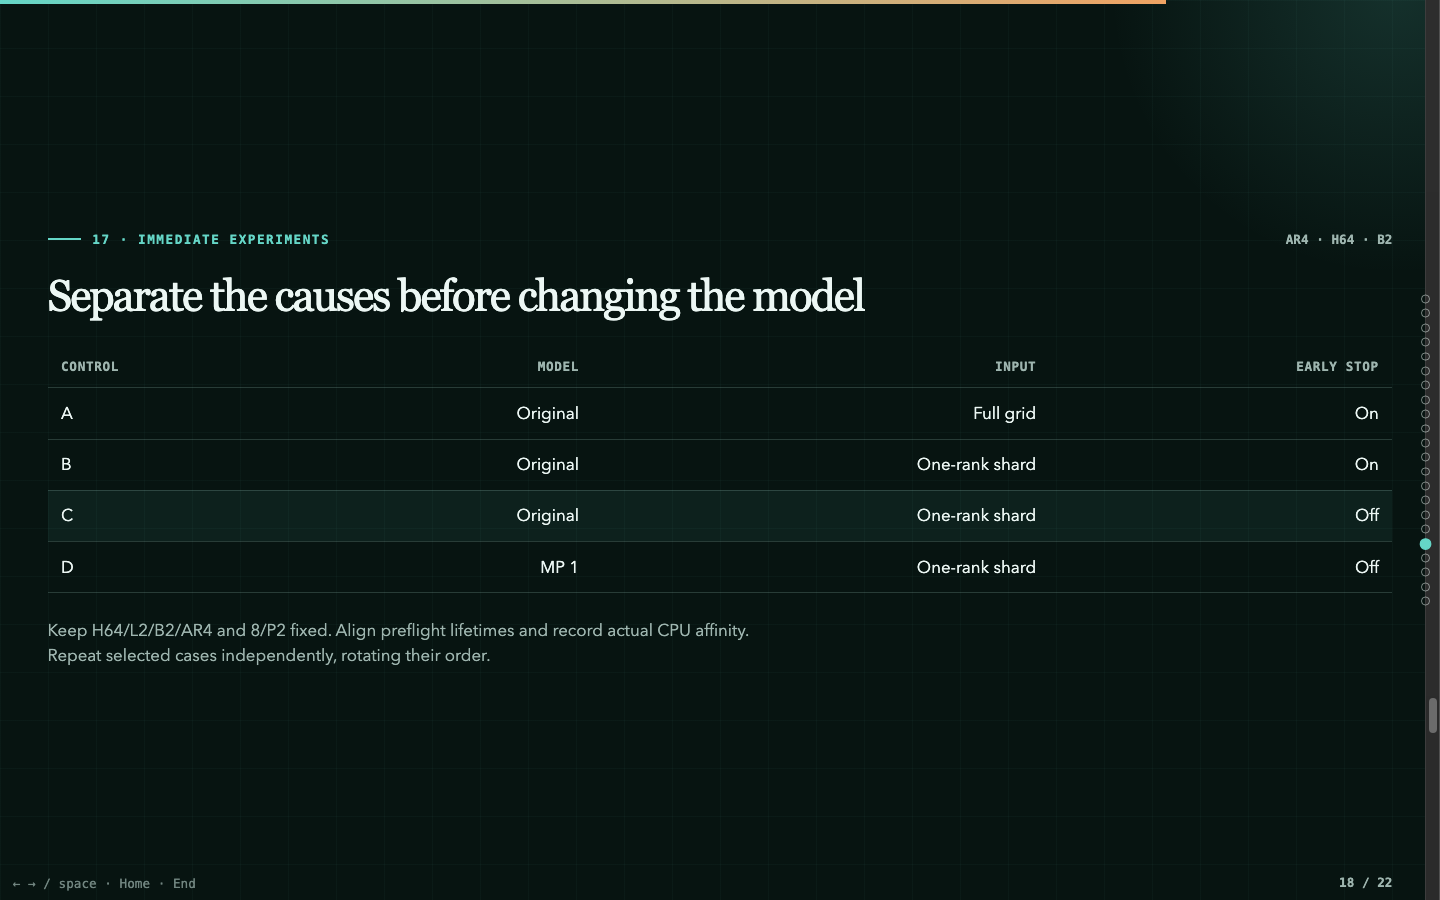 17 · IMMEDIATE EXPERIMENTS
AR4 · H64 · B2
Separate the causes before changing the model
CONTROL MODEL INPUT EARLY STOP
A Original Full grid On
B Original One-rank shard On
C Original One-rank shard Off
D MP 1 One-rank shard Off
Keep H64/L2/B2/AR4 and 8/P2 fixed. Align preflight lifetimes and record actual CPU affinity.
Repeat selected cases independently, rotating their order.
← → / space · Home · End
18 / 22